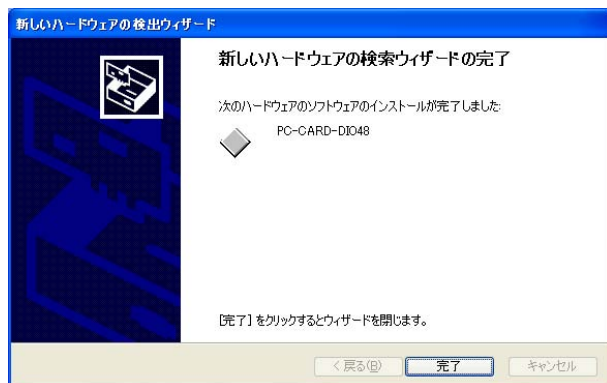 新しいハードウェアの検出ウィザード
新しいハードウェアの検索ウィザードの完了
次のハードウェアのソフトウェアのインストールが完了しました:
PC-CARD-DIO48
[完了] をクリックするとウィザードを閉じます。
< 戻る(B)
完了
キャンセル